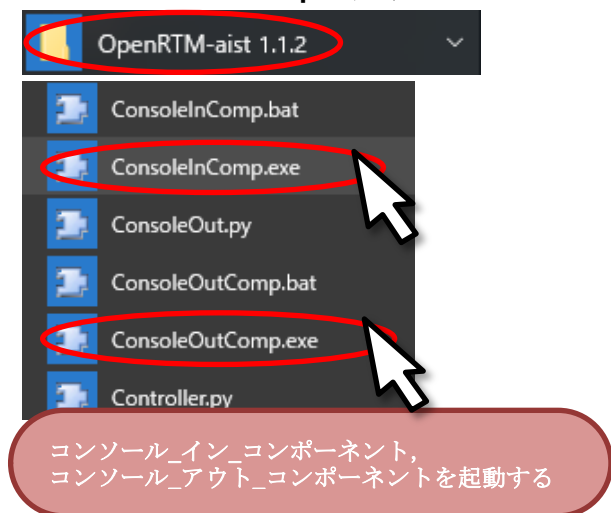 OpenRTM-aist 1.1.2
ConsoleInComp.bat
ConsoleInComp.exe
ConsoleOut.py
ConsoleOutComp.bat
ConsoleOutComp.exe
Controller.py
コンソール_イン_コンポーネント,
コンソール_アウト_コンポーネントを起動する